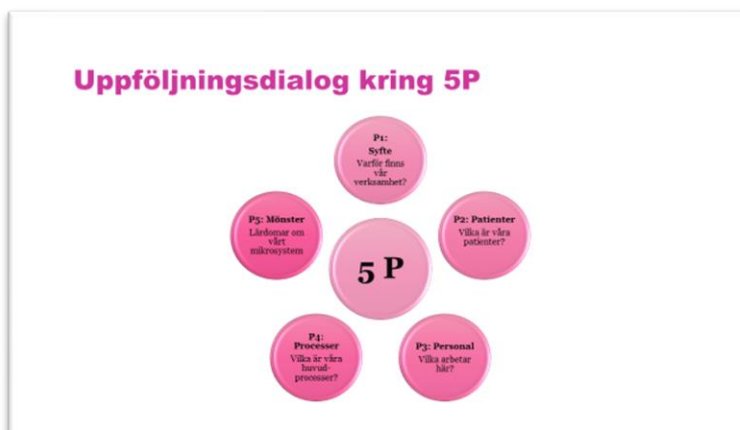 Uppföljningsdialog kring 5P
P1:
Syfte
Varför finns
vår
verksamhet?
P2: Patienter
Vilka är våra
patienter?
P3: Personal
Vilka arbetar
här?
P4:
Processer
Vilka är våra
huvud-
processer?
P5: Mönster
Lärdomar om
vårt
mikrosystem
5 P